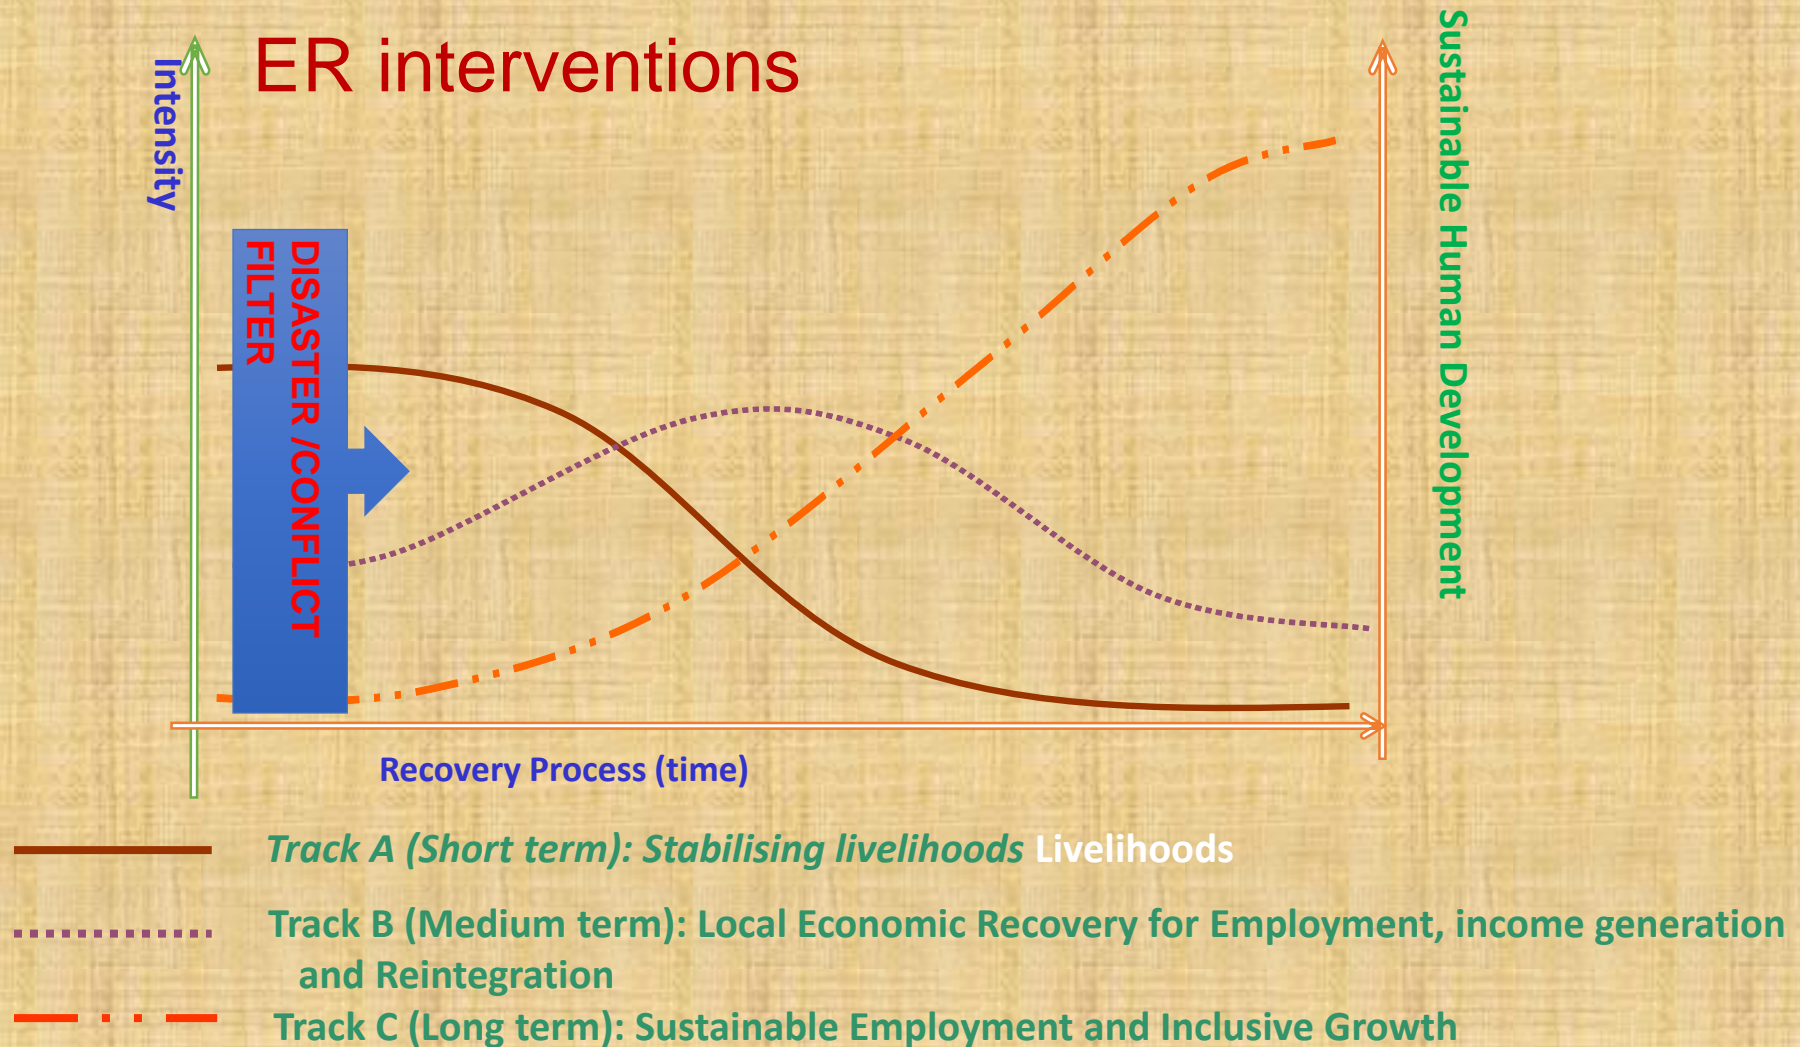 ER interventions
Intensity
Sustainable Human Development
DISASTER /CONFLICT
FILTER
Recovery Process (time)
Track A (Short term): Stabilising livelihoods Livelihoods
Track B (Medium term): Local Economic Recovery for Employment, income generation
and Reintegration
Track C (Long term): Sustainable Employment and Inclusive Growth